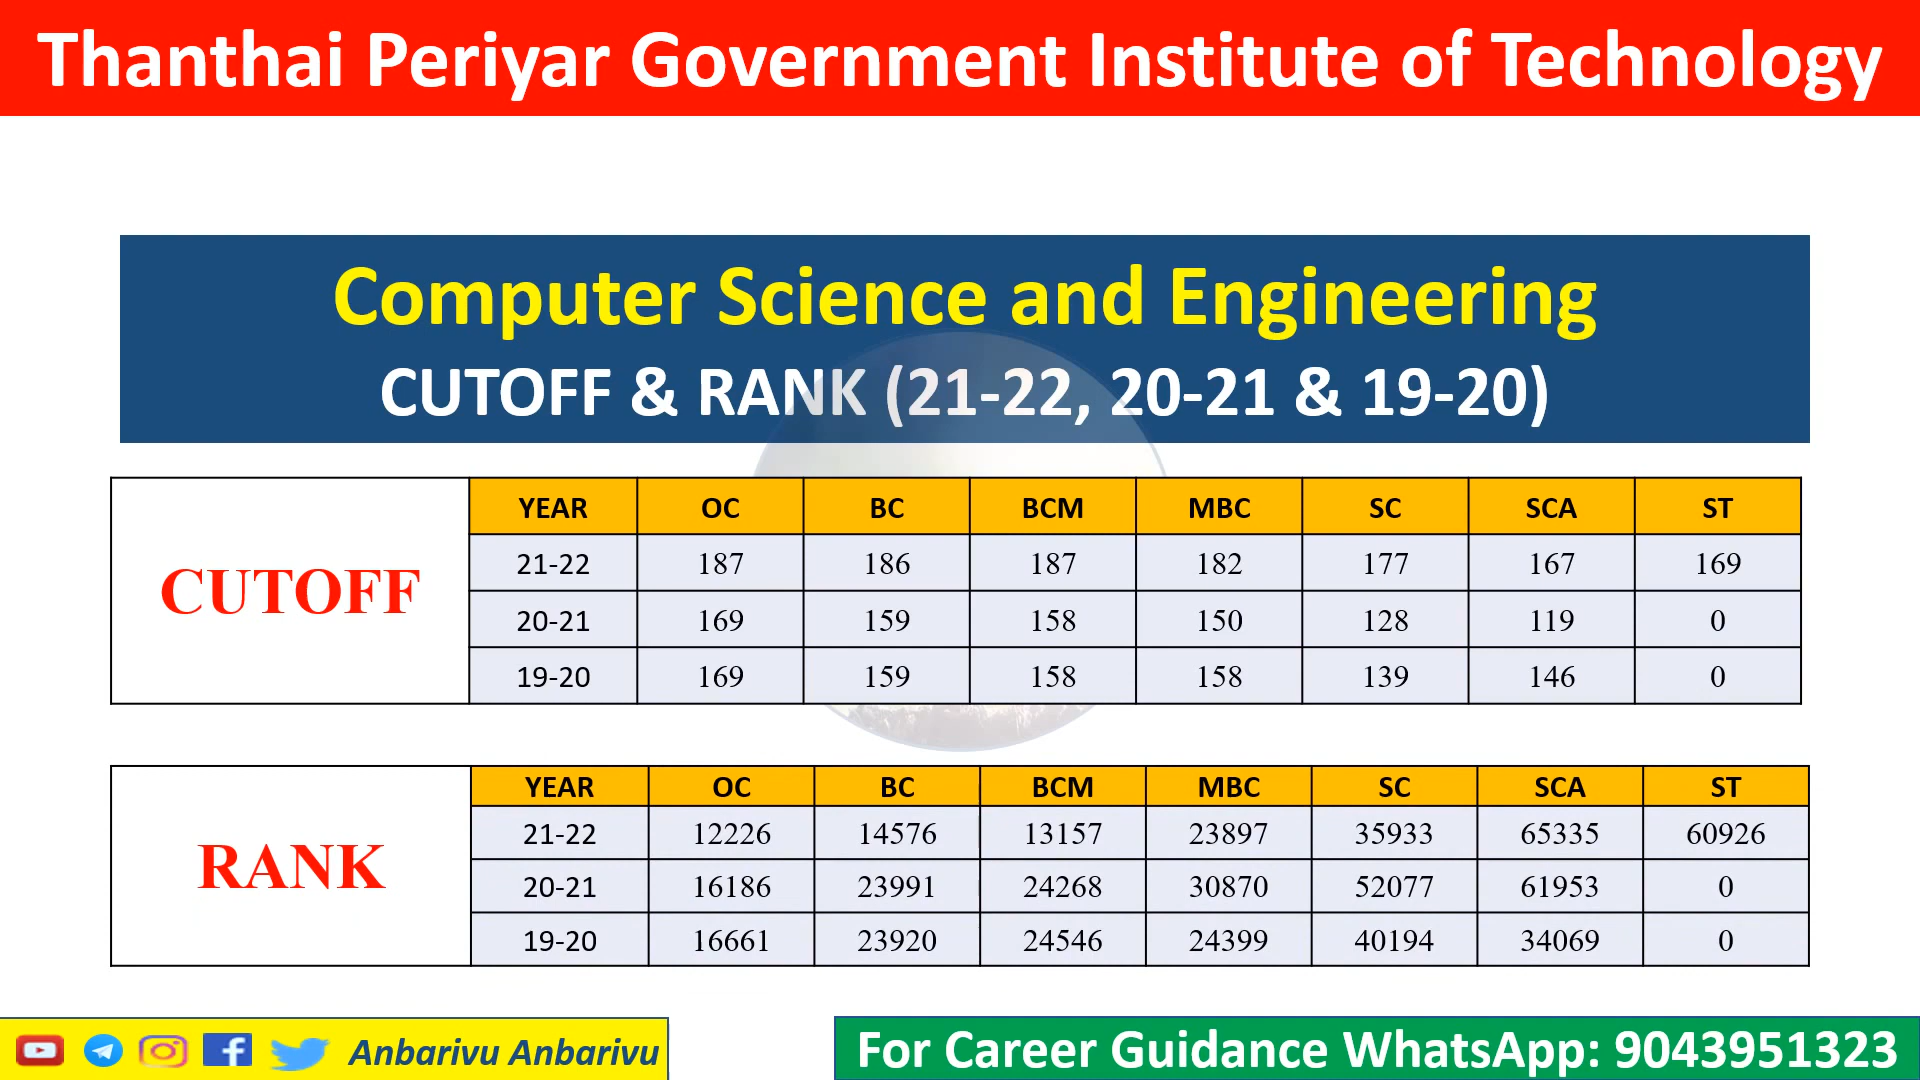 Thanthai Periyar Government Institute of Technology
Computer Science and Engineering
CUTOFF & RANK (21-22, 20-21 & 19-20)
CUTOFF
YEAR OC BC BCM MBC SC SCA ST
21-22 187 186 187 182 177 167 169
20-21 169 159 158 150 128 119 0
19-20 169 159 158 158 139 146 0
RANK
YEAR OC BC BCM MBC SC SCA ST
21-22 12226 14576 13157 23897 35933 65335 60926
20-21 16186 23991 24268 30870 52077 61953 0
19-20 16661 23920 24546 24399 40194 34069 0
Anbarivu Anbarivu
For Career Guidance WhatsApp: 9043951323